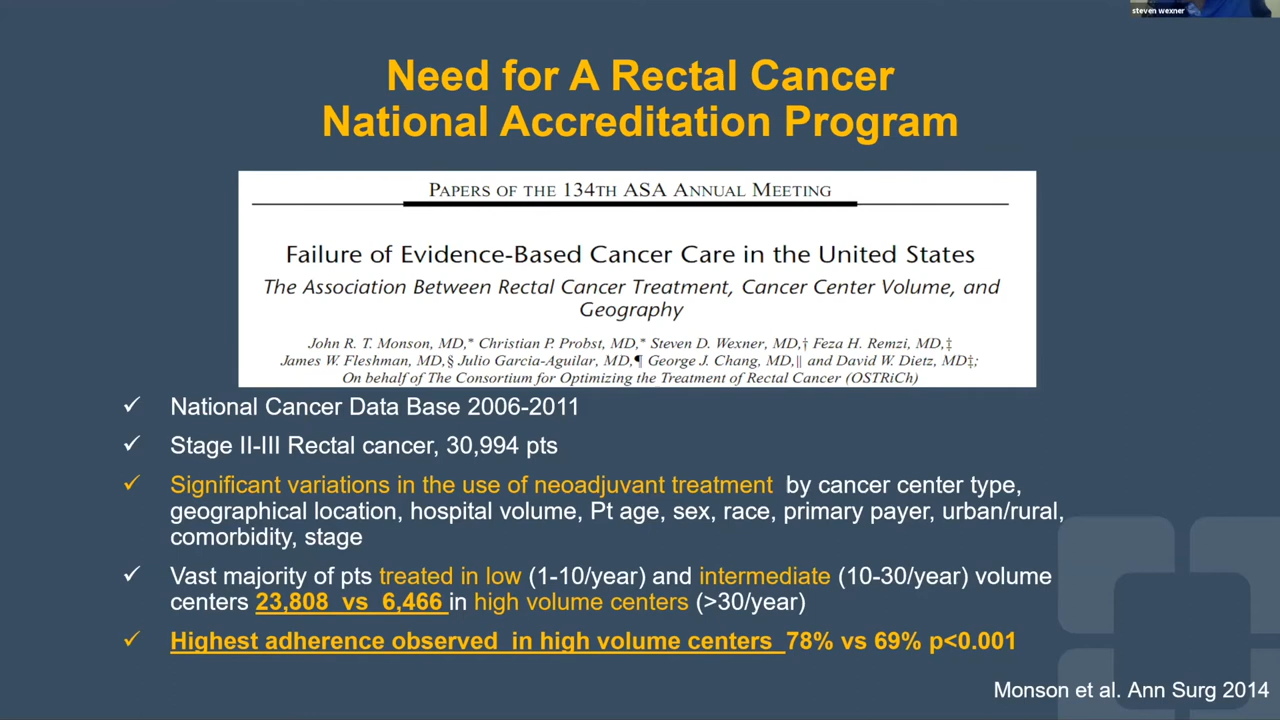 steven wexner
Need for A Rectal Cancer
National Accreditation Program
PAPERS OF THE 134TH ASA ANNUAL MEETING
Failure of Evidence-Based Cancer Care in the United States
The Association Between Rectal Cancer Treatment, Cancer Center Volume, and
Geography
John R. T. Monson, MD,* Christian P. Probst, MD,* Steven D. Wexner, MD,† Feza H. Remzi, MD,‡
James W. Fleshman, MD,§ Julio Garcia-Aguilar, MD,¶ George J. Chang, MD,|| and David W. Dietz, MD‡;
On behalf of The Consortium for Optimizing the Treatment of Rectal Cancer (OSTRiCh)
✓ National Cancer Data Base 2006-2011
✓ Stage II-III Rectal cancer, 30,994 pts
✓ Significant variations in the use of neoadjuvant treatment by cancer center type,
geographical location, hospital volume, Pt age, sex, race, primary payer, urban/rural,
comorbidity, stage
✓ Vast majority of pts treated in low (1-10/year) and intermediate (10-30/year) volume
centers 23,808 vs 6,466 in high volume centers (>30/year)
✓ Highest adherence observed in high volume centers 78% vs 69% p<0.001
Monson et al. Ann Surg 2014